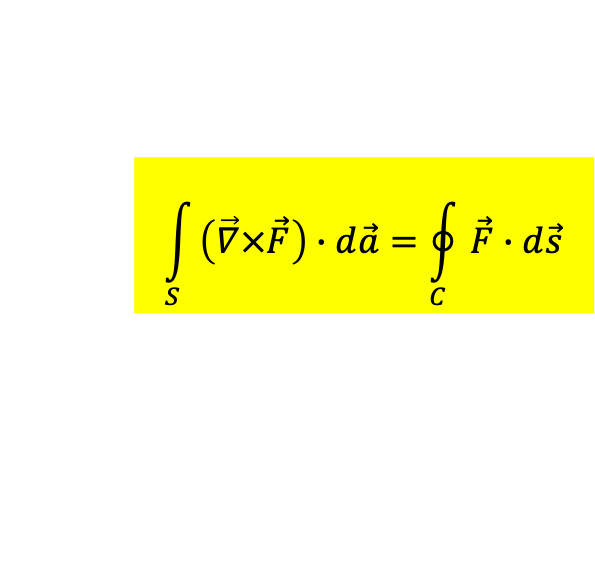 ∫_S (∇⃗×F⃗) · da⃗ = ∮_C F⃗ · ds⃗